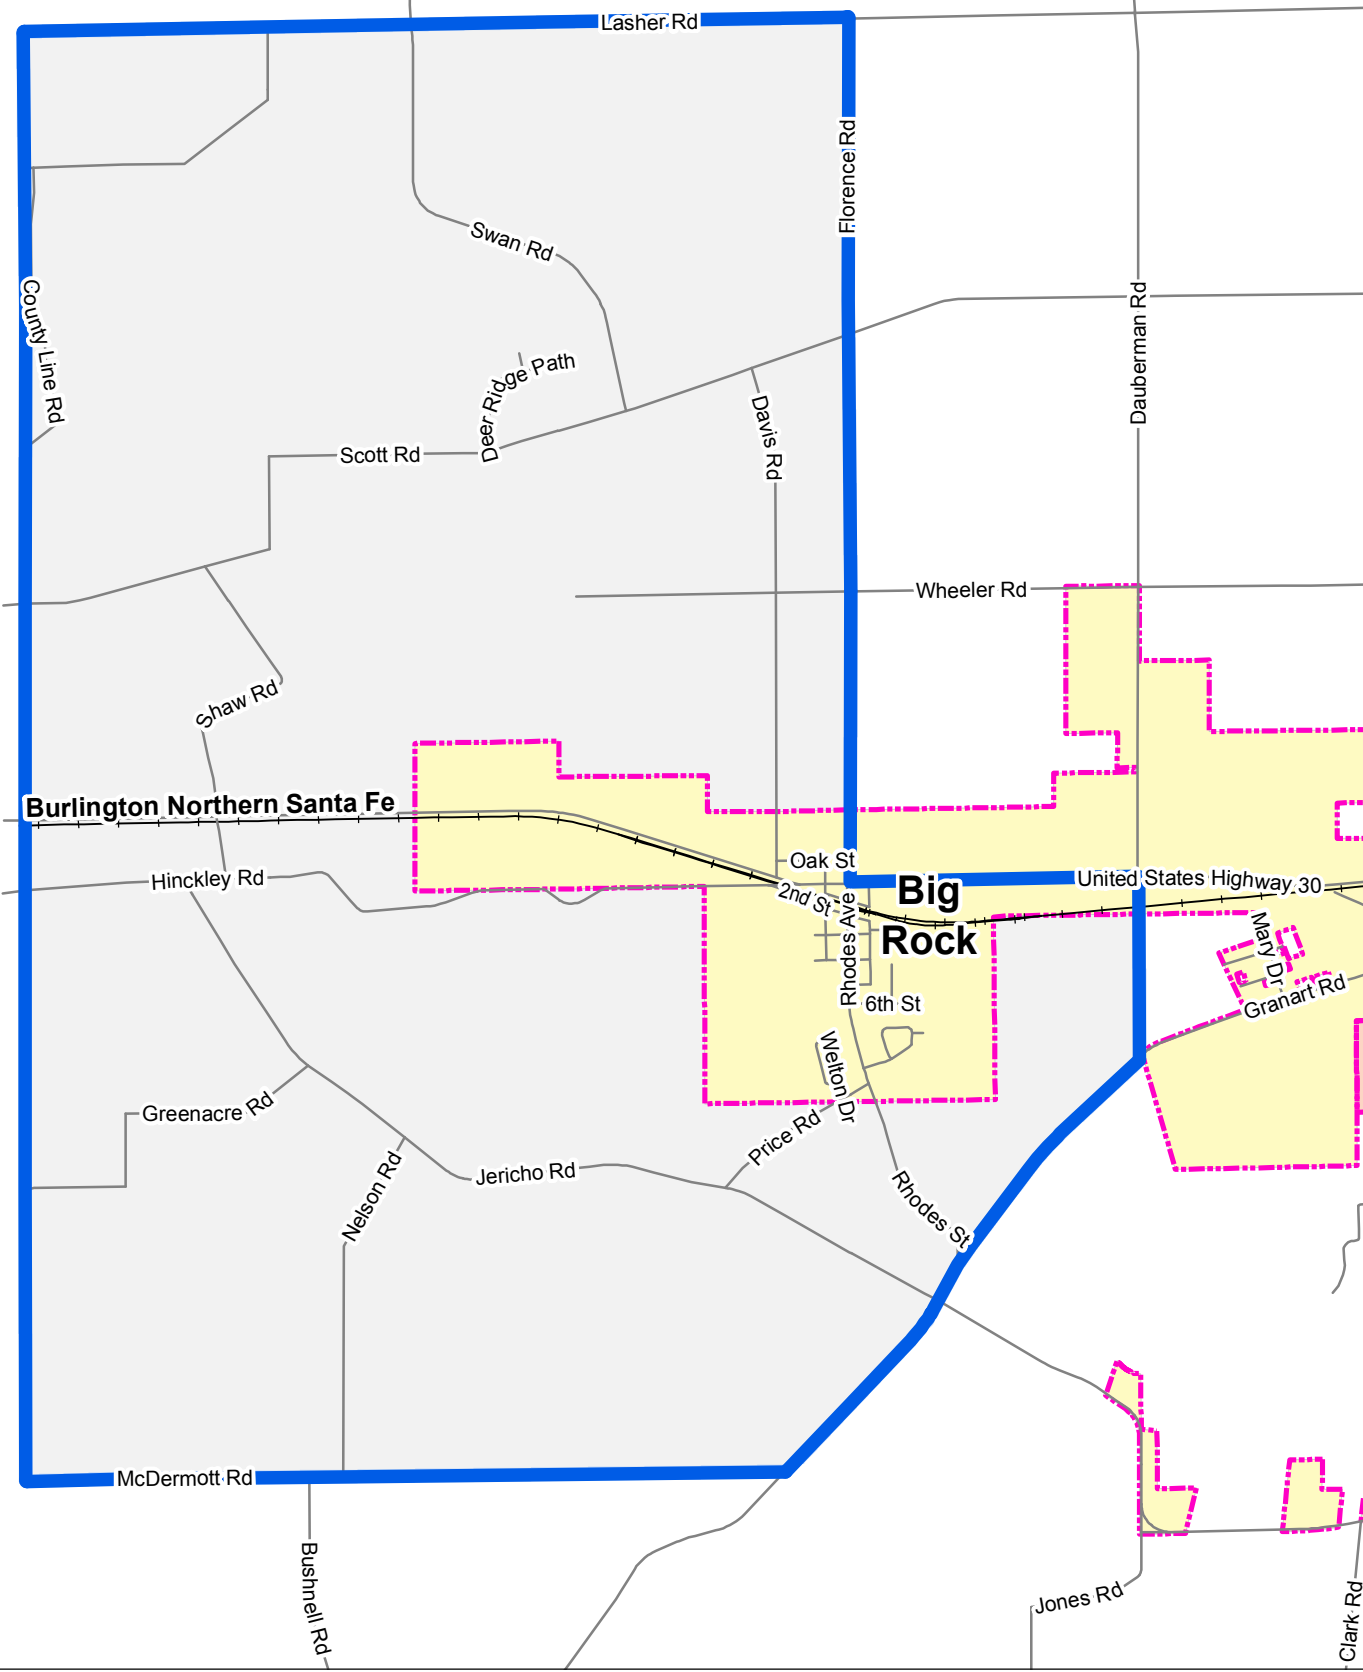 Lasher Rd
Florence Rd
Swan Rd
County Line Rd
Dauberman Rd
Deer Ridge Path
Davis Rd
Scott Rd
Wheeler Rd
Shaw Rd
Burlington Northern Santa Fe
Oak St
Hinckley Rd
2nd St
Big
Rock
United States Highway 30
Rhodes Ave
Mary Dr
6th St
Granart Rd
Welton Dr
Greenacre Rd
Price Rd
Jericho Rd
Nelson Rd
Rhodes St
McDermott Rd
Bushnell Rd
Jones Rd
Clark Rd